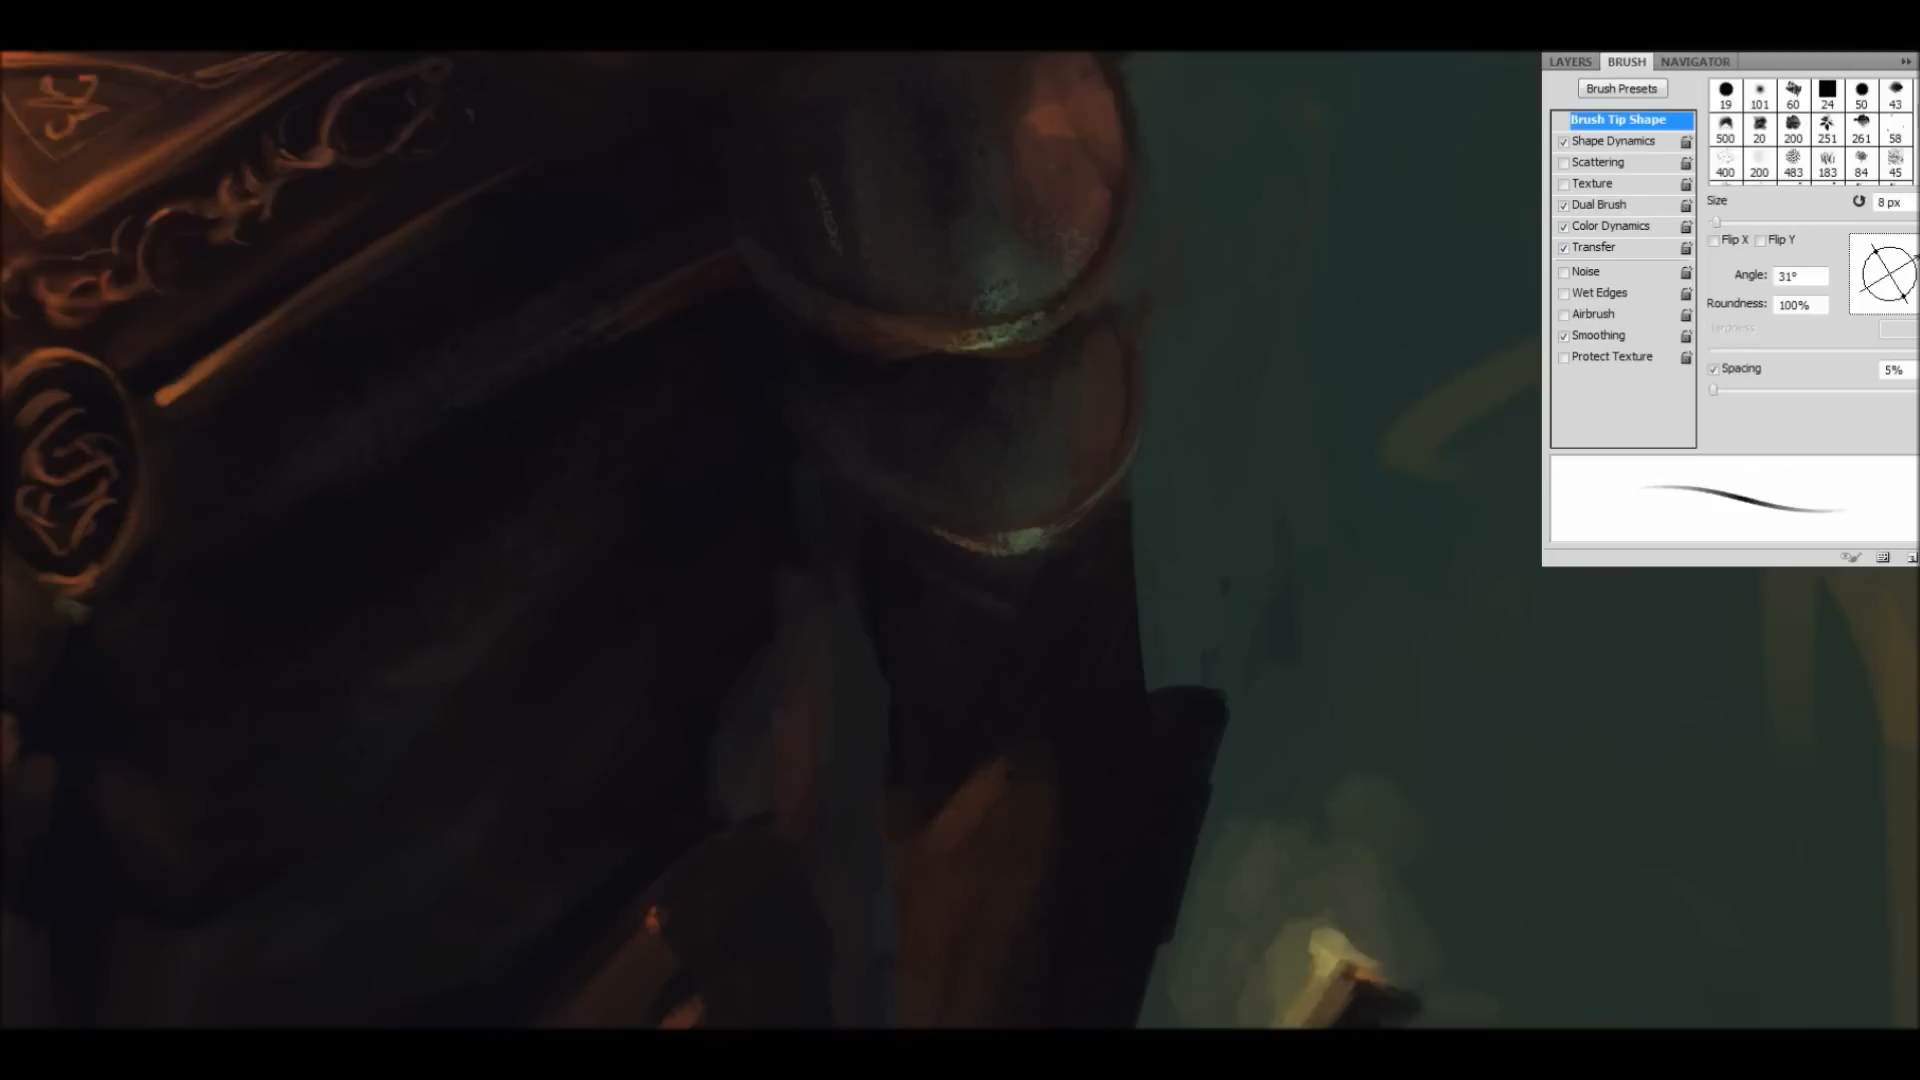 LAYERS BRUSH NAVIGATOR
Brush Presets
Brush Tip Shape
Shape Dynamics
Scattering
Texture
Dual Brush
Color Dynamics
Transfer
Noise
Wet Edges
Airbrush
Smoothing
Protect Texture
19 101 60 24 50 43
500 20 200 251 261 58
400 200 483 183 84 45
Size 8 px
Flip X Flip Y
Angle: 31°
Roundness: 100%
Hardness
Spacing 5%